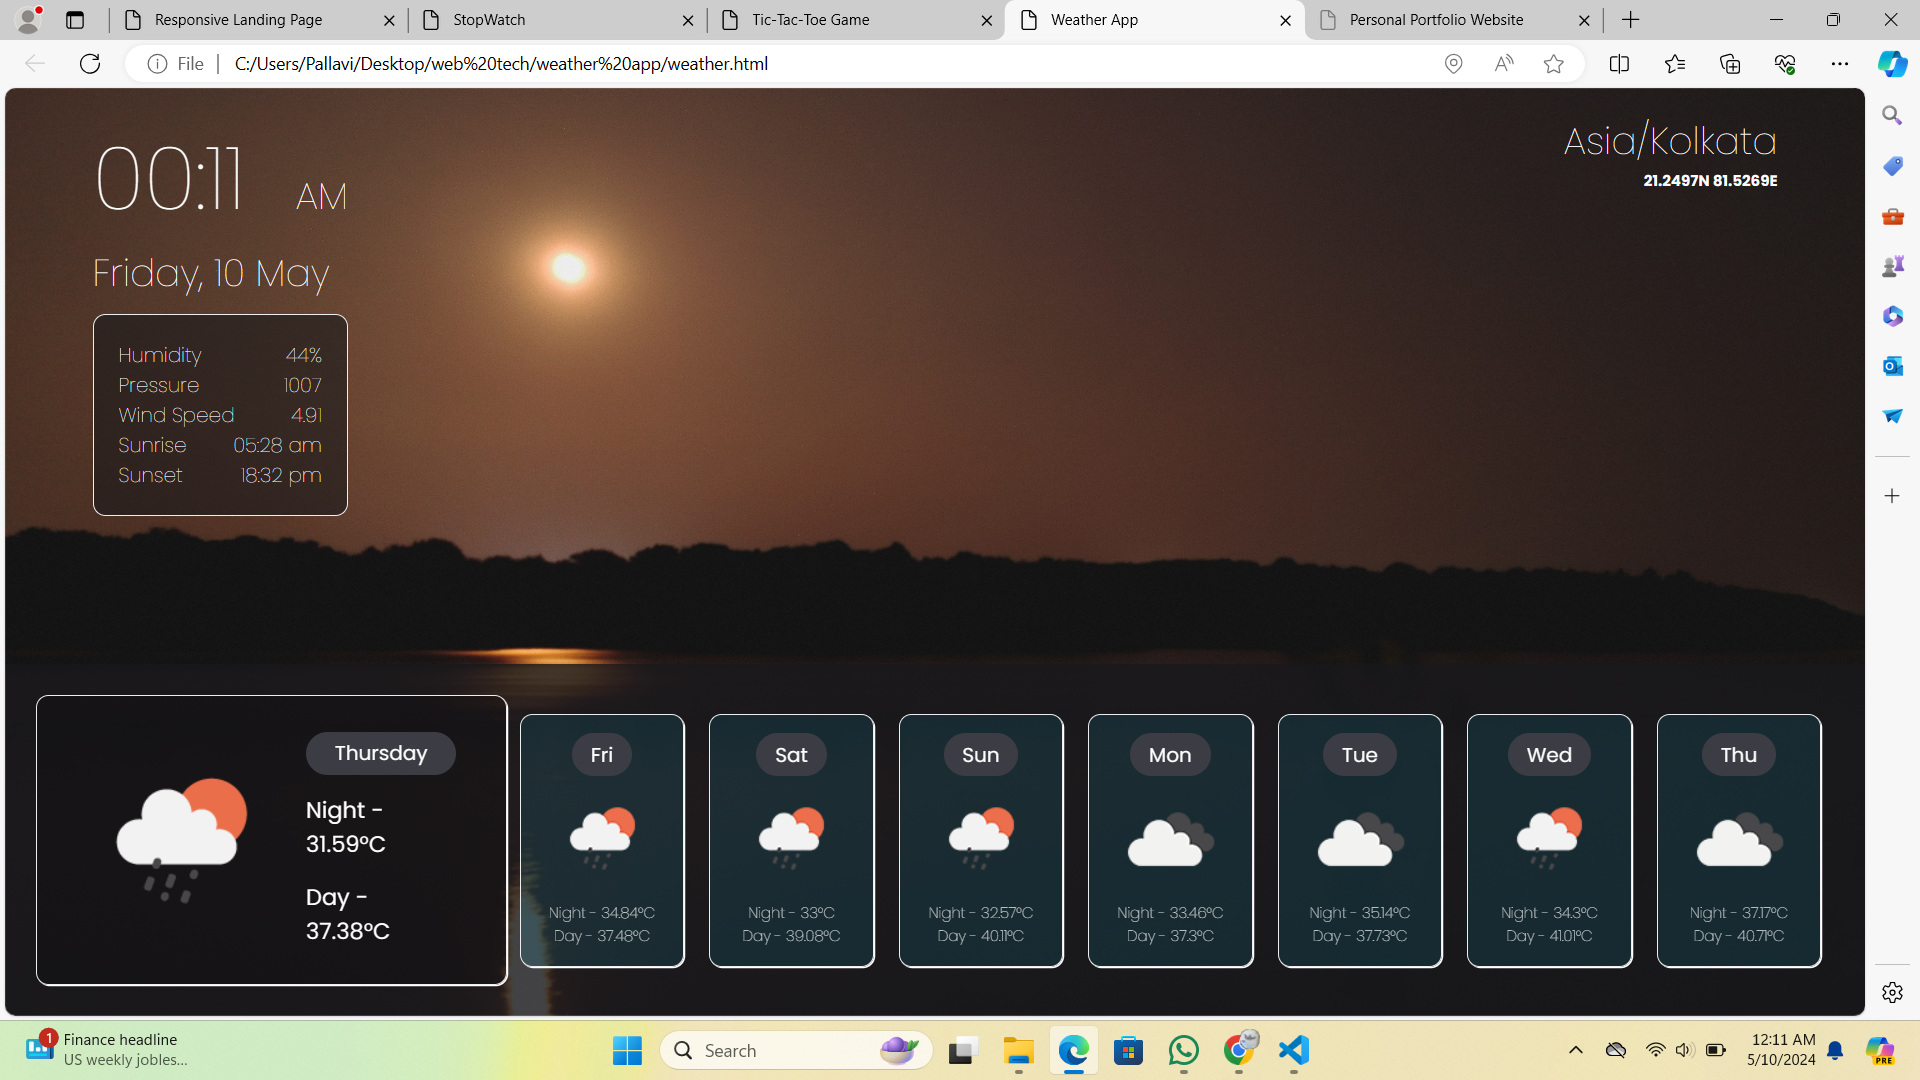 Responsive Landing Page
StopWatch
Tic-Tac-Toe Game
Weather App
Personal Portfolio Website
File
C:/Users/Pallavi/Desktop/web%20tech/weather%20app/weather.html
00:11 AM
Asia/Kolkata
21.2497N 81.5269E
Friday, 10 May
Humidity 44%
Pressure 1007
Wind Speed 4.91
Sunrise 05:28 am
Sunset 18:32 pm
Thursday
Night -
31.59°C
Day -
37.38°C
Fri
Night - 34.84°C
Day - 37.48°C
Sat
Night - 33°C
Day - 39.08°C
Sun
Night - 32.57°C
Day - 40.11°C
Mon
Night - 33.46°C
Day - 37.3°C
Tue
Night - 35.14°C
Day - 37.73°C
Wed
Night - 34.3°C
Day - 41.01°C
Thu
Night - 37.17°C
Day - 40.71°C
1
Finance headline
US weekly jobles...
Search
12:11 AM
5/10/2024
PRE